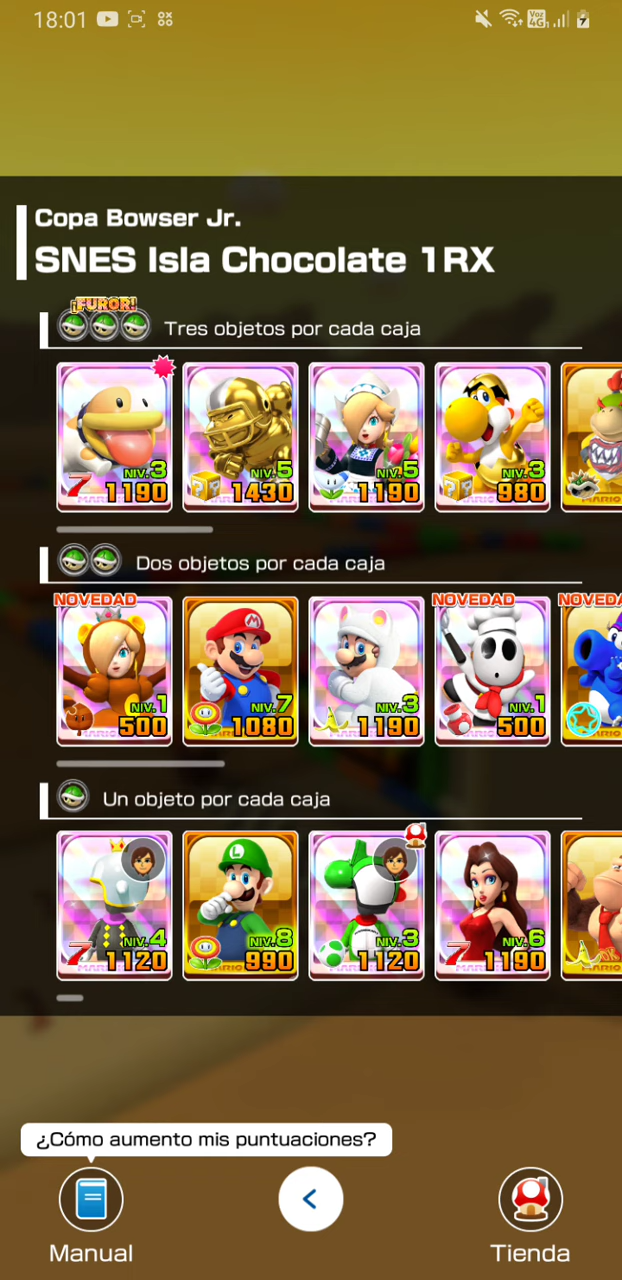 18:01
Voz
4G
Copa Bowser Jr.
SNES Isla Chocolate 1RX
¡FUROR!
Tres objetos por cada caja
NIV.3 NIV.5 NIV.5 NIV.3
1190 1430 1190 980
Dos objetos por cada caja
NOVEDAD NOVEDAD NOVEDA
NIV.1 NIV.7 NIV.3 NIV.1
500 1080 1190 500
Un objeto por cada caja
NIV.4 NIV.8 NIV.3 NIV.6
1120 990 1120 1190
¿Cómo aumento mis puntuaciones?
Manual
Tienda